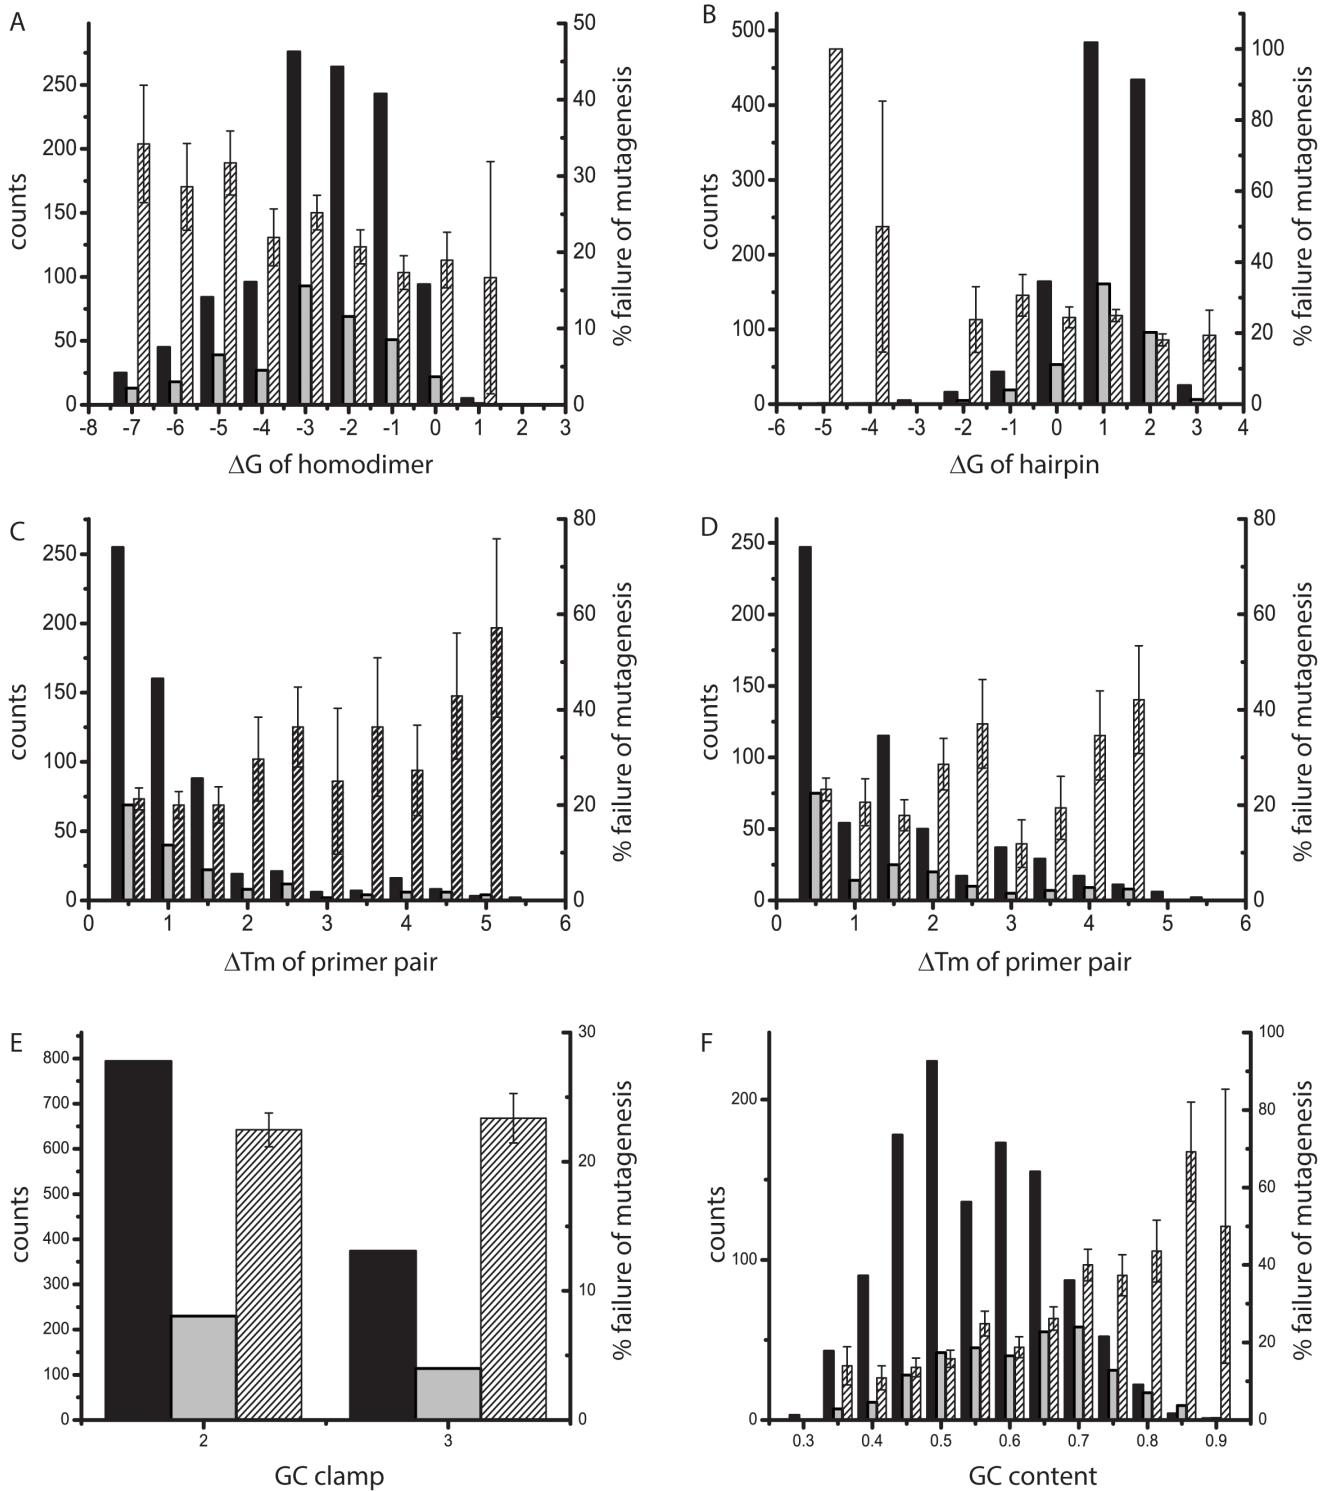 A
50
250
40
200
30
150
20
100
10
50
0
0
counts
% failure of mutagenesis
-8 -7 -6 -5 -4 -3 -2 -1 0 1 2 3
ΔG of homodimer
B
500
100
400
80
300
60
200
40
100
20
0
0
counts
% failure of mutagenesis
-6 -5 -4 -3 -2 -1 0 1 2 3 4
ΔG of hairpin
C
80
250
60
200
150
40
100
20
50
0
0
counts
% failure of mutagenesis
0 1 2 3 4 5 6
ΔTm of primer pair
D
80
250
60
200
150
40
100
20
50
0
0
counts
% failure of mutagenesis
0 1 2 3 4 5 6
ΔTm of primer pair
E
30
800
700
600
20
500
400
300
10
200
100
0
0
counts
% failure of mutagenesis
2 3
GC clamp
F
100
200
80
60
100
40
20
0
0
counts
% failure of mutagenesis
0.3 0.4 0.5 0.6 0.7 0.8 0.9
GC content